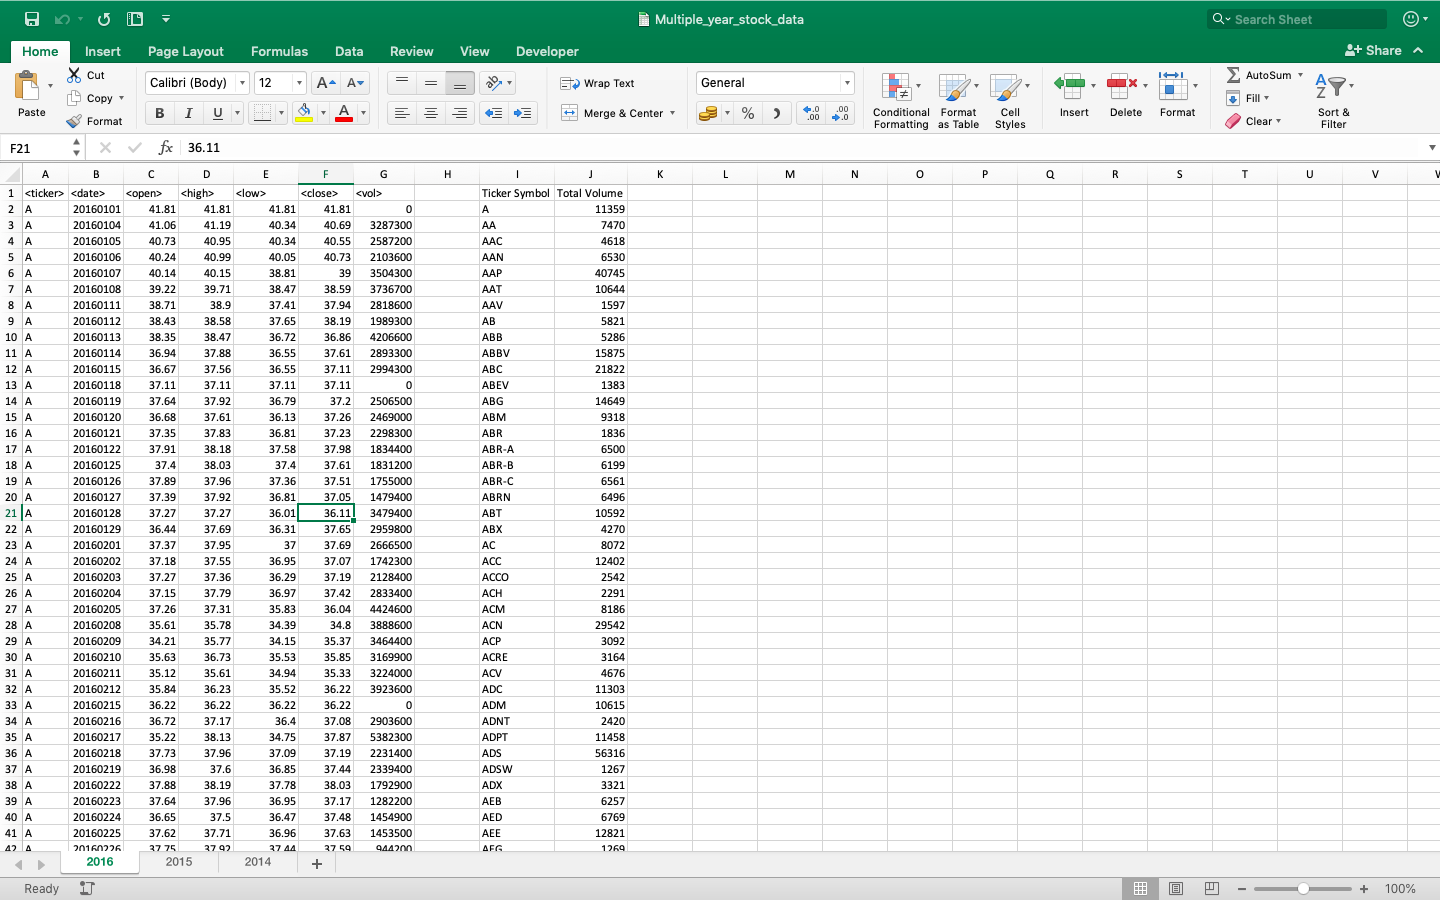 Multiple_year_stock_data
Search Sheet
Home Insert Page Layout Formulas Data Review View Developer Share
Paste Cut Copy Format
Calibri (Body) 12 A A
B I U A
Wrap Text
Merge & Center
General
% .0 .00 .00 .0
Conditional Formatting
Format as Table
Cell Styles
Insert Delete Format
AutoSum
Fill
Clear
Sort & Filter
F21 fx 36.11
A B C D E F G H I J K L M N O P Q R S T U V
1 <ticker> <date> <open> <high> <low> <close> <vol> Ticker Symbol Total Volume
2 A 20160101 41.81 41.81 41.81 41.81 0 A 11359
3 A 20160104 41.06 41.19 40.34 40.69 3287300 AA 7470
4 A 20160105 40.73 40.95 40.34 40.55 2587200 AAC 4618
5 A 20160106 40.24 40.99 40.05 40.73 2103600 AAN 6530
6 A 20160107 40.14 40.15 38.81 39 3504300 AAP 40745
7 A 20160108 39.22 39.71 38.47 38.59 3736700 AAT 10644
8 A 20160111 38.71 38.9 37.41 37.94 2818600 AAV 1597
9 A 20160112 38.43 38.58 37.65 38.19 1989300 AB 5821
10 A 20160113 38.35 38.47 36.72 36.86 4206600 ABB 5286
11 A 20160114 36.94 37.88 36.55 37.61 2893300 ABBV 15875
12 A 20160115 36.67 37.56 36.55 37.11 2994300 ABC 21822
13 A 20160118 37.11 37.11 37.11 37.11 0 ABEV 1383
14 A 20160119 37.64 37.92 36.79 37.2 2506500 ABG 14649
15 A 20160120 36.68 37.61 36.13 37.26 2469000 ABM 9318
16 A 20160121 37.35 37.83 36.81 37.23 2298300 ABR 1836
17 A 20160122 37.91 38.18 37.58 37.98 1834400 ABR-A 6500
18 A 20160125 37.4 38.03 37.4 37.61 1831200 ABR-B 6199
19 A 20160126 37.89 37.96 37.36 37.51 1755000 ABR-C 6561
20 A 20160127 37.39 37.92 36.81 37.05 1479400 ABRN 6496
21 A 20160128 37.27 37.27 36.01 36.11 3479400 ABT 10592
22 A 20160129 36.44 37.69 36.31 37.65 2959800 ABX 4270
23 A 20160201 37.37 37.95 37 37.69 2666500 AC 8072
24 A 20160202 37.18 37.55 36.95 37.07 1742300 ACC 12402
25 A 20160203 37.27 37.36 36.29 37.19 2128400 ACCO 2542
26 A 20160204 37.15 37.79 36.97 37.42 2833400 ACH 2291
27 A 20160205 37.26 37.31 35.83 36.04 4424600 ACM 8186
28 A 20160208 35.61 35.78 34.39 34.8 3888600 ACN 29542
29 A 20160209 34.21 35.77 34.15 35.37 3464400 ACP 3092
30 A 20160210 35.63 36.73 35.53 35.85 3169900 ACRE 3164
31 A 20160211 35.12 35.61 34.94 35.33 3224000 ACV 4676
32 A 20160212 35.84 36.23 35.52 36.22 3923600 ADC 11303
33 A 20160215 36.22 36.22 36.22 36.22 0 ADM 10615
34 A 20160216 36.72 37.17 36.4 37.08 2903600 ADNT 2420
35 A 20160217 35.22 38.13 34.75 37.87 5382300 ADPT 11458
36 A 20160218 37.73 37.96 37.09 37.19 2231400 ADS 56316
37 A 20160219 36.98 37.6 36.85 37.44 2339400 ADSW 1267
38 A 20160222 37.88 38.19 37.78 38.03 1792900 ADX 3321
39 A 20160223 37.64 37.96 36.95 37.17 1282200 AEB 6257
40 A 20160224 36.65 37.5 36.47 37.48 1454900 AED 6769
41 A 20160225 37.62 37.71 36.96 37.63 1453500 AEE 12821
42 A 20160226 37.75 37.92 37.44 37.59 944200 AEG 1269
2016 2015 2014 +
Ready 100%